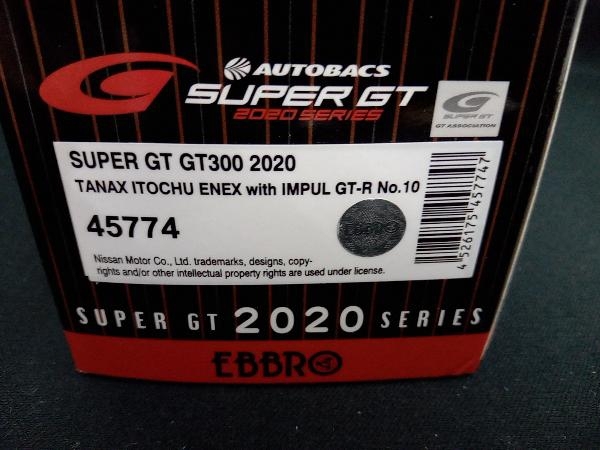 AUTOBACS
SUPER GT
2020 SERIES
SUPER GT
GT ASSOCIATION
SUPER GT GT300 2020
TANAX ITOCHU ENEX with IMPUL GT-R No.10
45774
EBBRO
Nissan Motor Co., Ltd. trademarks, designs, copy-
rights and/or other intellectual property rights are used under license.
4 526175 457747
SUPER GT 2020 SERIES
EBBRO